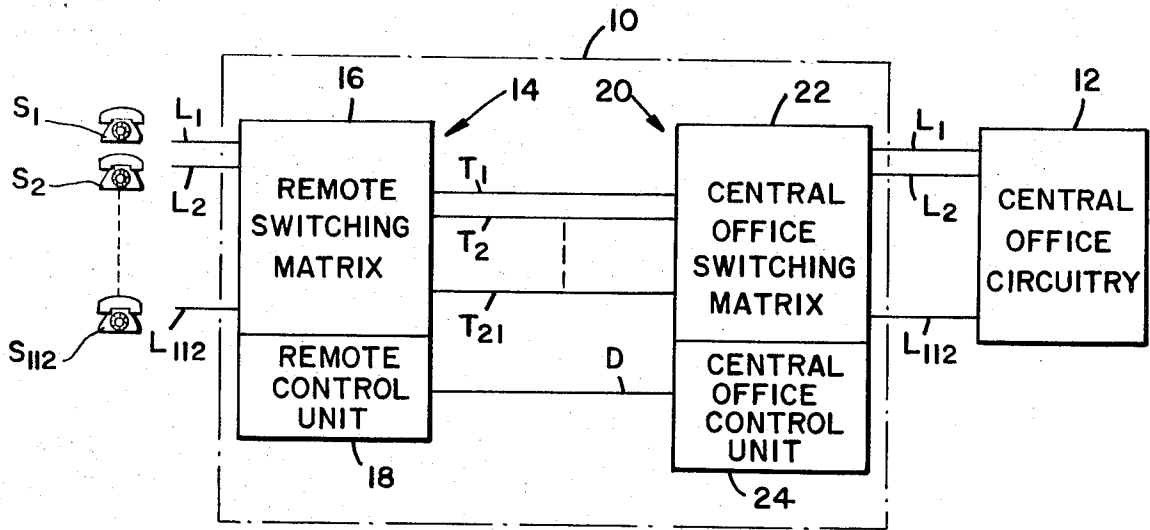 10
16
14
20
22
12
S1
L1
S2
L2
REMOTE
SWITCHING
MATRIX
T1
T2
T21
CENTRAL
OFFICE
SWITCHING
MATRIX
L1
L2
CENTRAL
OFFICE
CIRCUITRY
S112
L112
L112
REMOTE
CONTROL
UNIT
D
CENTRAL
OFFICE
CONTROL
UNIT
18
24